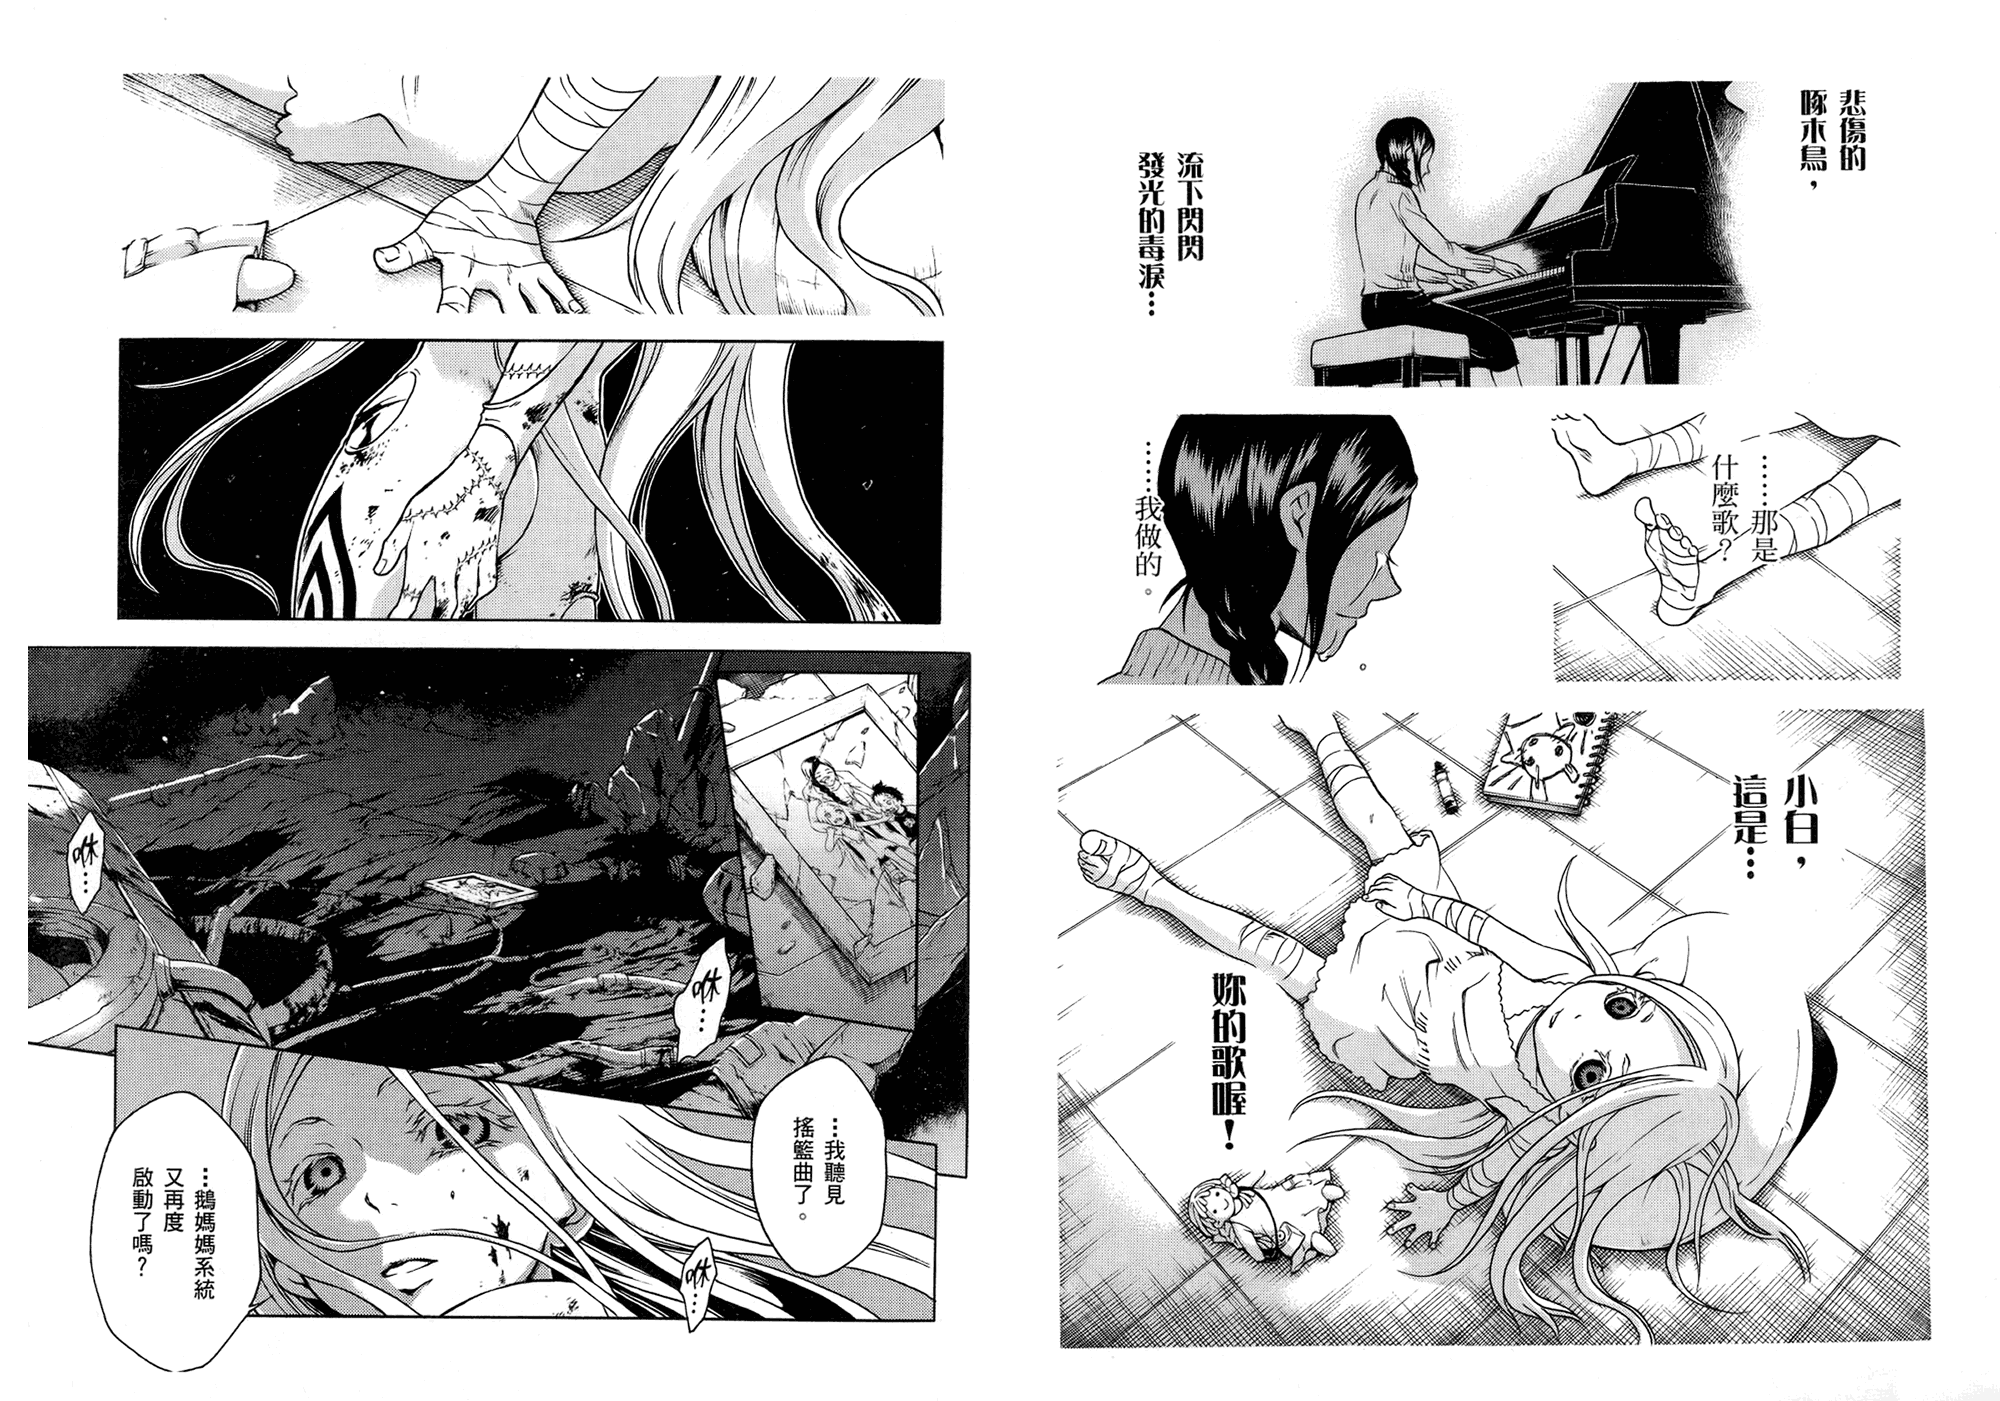 悲傷的
啄木鳥，
流下閃閃
發光的毒淚…
……那是
什麼歌？
……我做的。
小白，
這是…
妳的歌喔！
咻…
咻…
…我聽見
搖籃曲了。
咻…
…鵝媽媽系統
又再度
啟動了嗎？